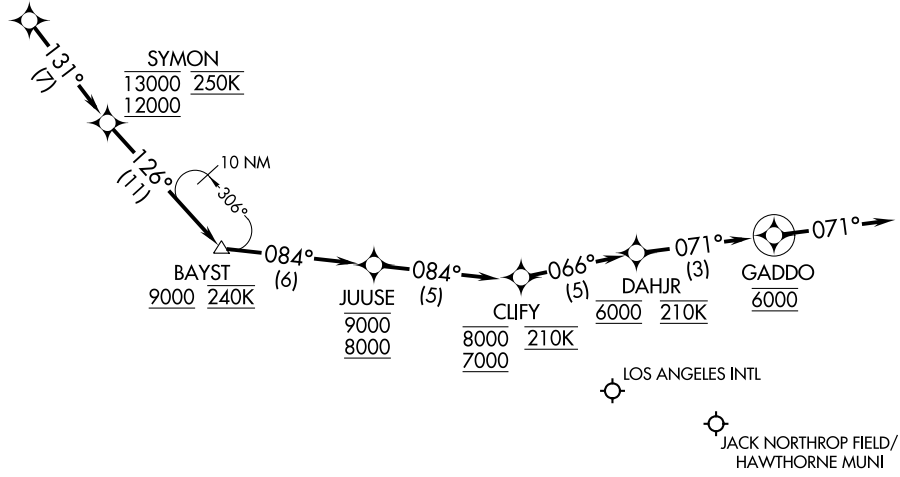 131°
(7)
SYMON
13000 250K
12000
126°
(11)
10 NM
306°
BAYST
9000 240K
084°
(6)
JUUSE
9000
8000
084°
(5)
CLIFY
8000 210K
7000
066°
(5)
DAHJR
6000 210K
071°
(3)
GADDO
6000
071°
LOS ANGELES INTL
JACK NORTHROP FIELD/
HAWTHORNE MUNI